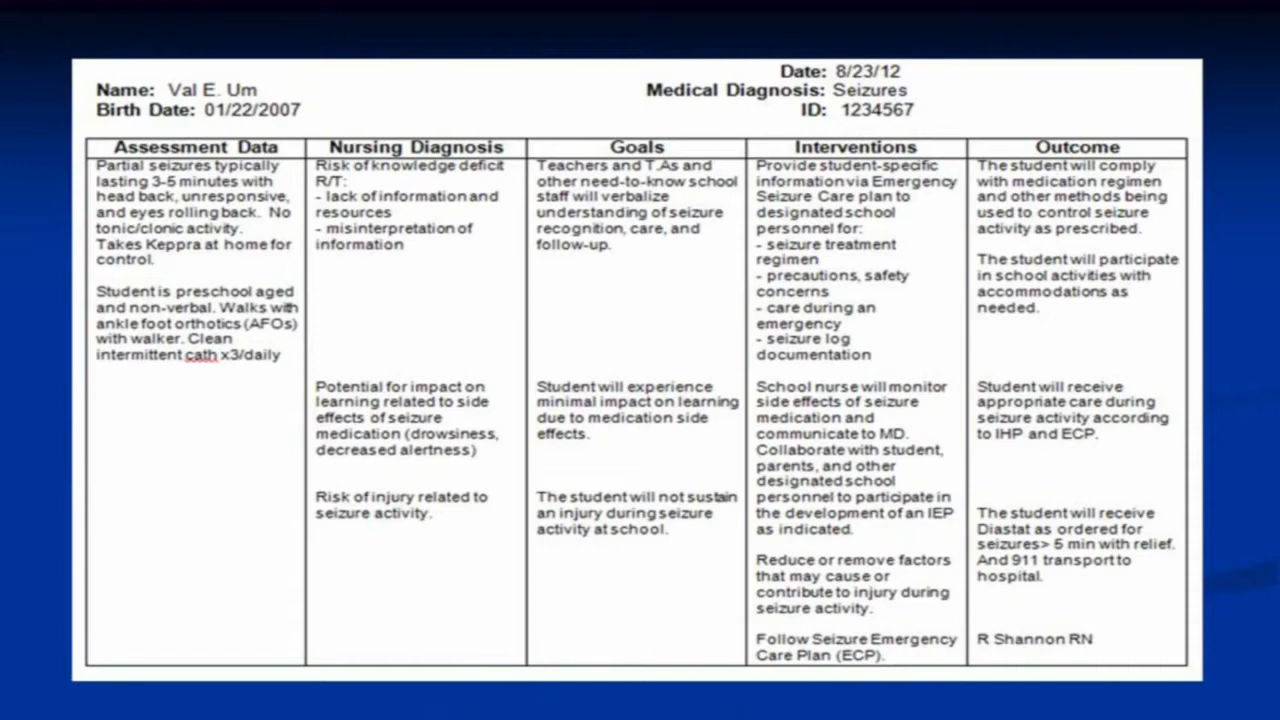 Date: 8/23/12
Name: Val E. Um
Medical Diagnosis: Seizures
Birth Date: 01/22/2007
ID: 1234567
Assessment Data
Partial seizures typically
lasting 3-5 minutes with
head back, unresponsive,
and eyes rolling back. No
tonic/clonic activity.
Takes Keppra at home for
control.
Student is preschool aged
and non-verbal. Walks with
ankle foot orthotics (AFOs)
with walker. Clean
intermittent cath x3/daily
Nursing Diagnosis
Risk of knowledge deficit
R/T:
- lack of information and
resources
- misinterpretation of
information
Potential for impact on
learning related to side
effects of seizure
medication (drowsiness,
decreased alertness)
Risk of injury related to
seizure activity.
Goals
Teachers and T.As and
other need-to-know school
staff will verbalize
understanding of seizure
recognition, care, and
follow-up.
Student will experience
minimal impact on learning
due to medication side
effects.
The student will not sustain
an injury during seizure
activity at school.
Interventions
Provide student-specific
information via Emergency
Seizure Care plan to
designated school
personnel for:
- seizure treatment
regimen
- precautions, safety
concerns
- care during an
emergency
- seizure log
documentation
School nurse will monitor
side effects of seizure
medication and
communicate to MD.
Collaborate with student,
parents, and other
designated school
personnel to participate in
the development of an IEP
as indicated.
Reduce or remove factors
that may cause or
contribute to injury during
seizure activity.
Follow Seizure Emergency
Care Plan (ECP).
Outcome
The student will comply
with medication regimen
and other methods being
used to control seizure
activity as prescribed.
The student will participate
in school activities with
accommodations as
needed.
Student will receive
appropriate care during
seizure activity according
to IHP and ECP.
The student will receive
Diastat as ordered for
seizures> 5 min with relief.
And 911 transport to
hospital.
R Shannon RN